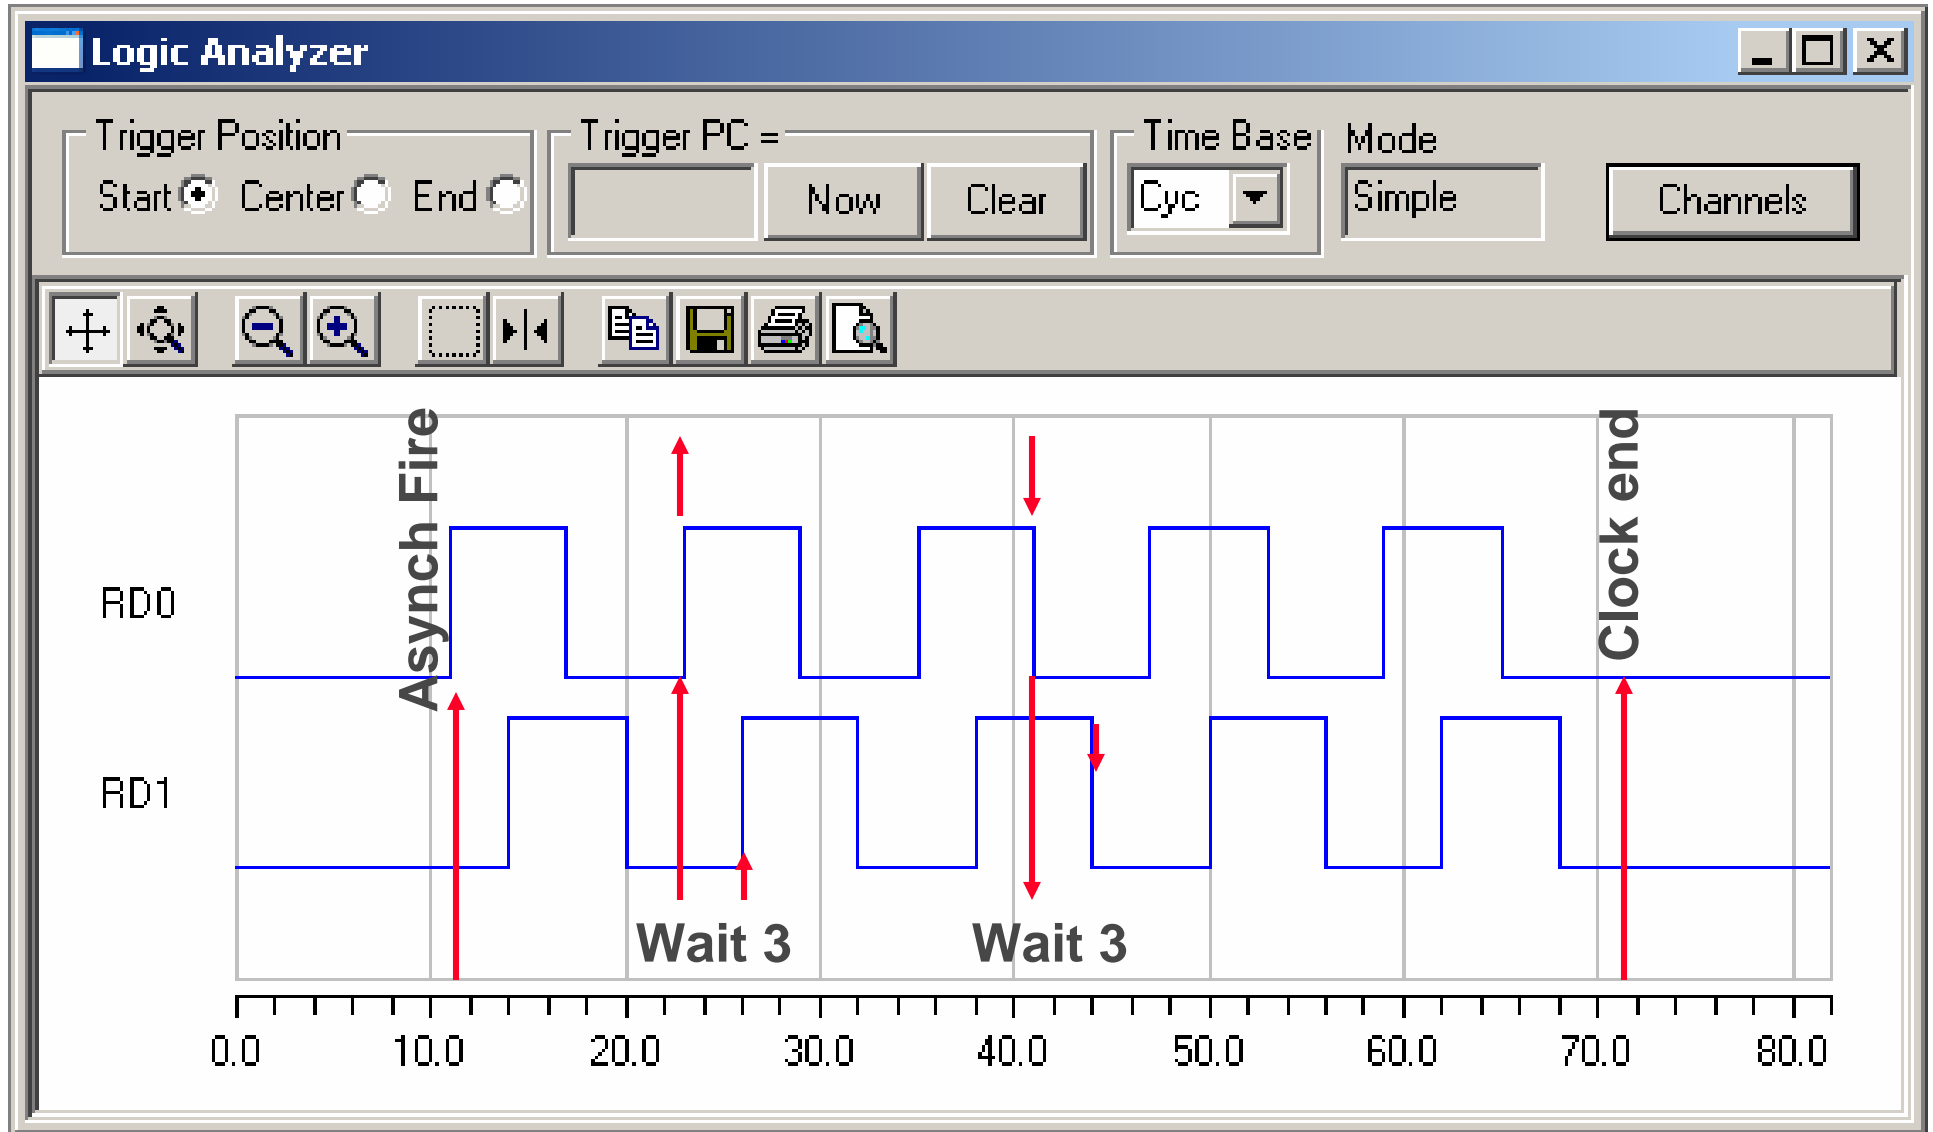 Logic Analyzer
Trigger Position
Start Center End
Trigger PC =
Now Clear
Time Base
Cyc
Mode
Simple
Channels
Asynch Fire
Clock end
RD0
RD1
Wait 3 Wait 3
0.0 10.0 20.0 30.0 40.0 50.0 60.0 70.0 80.0